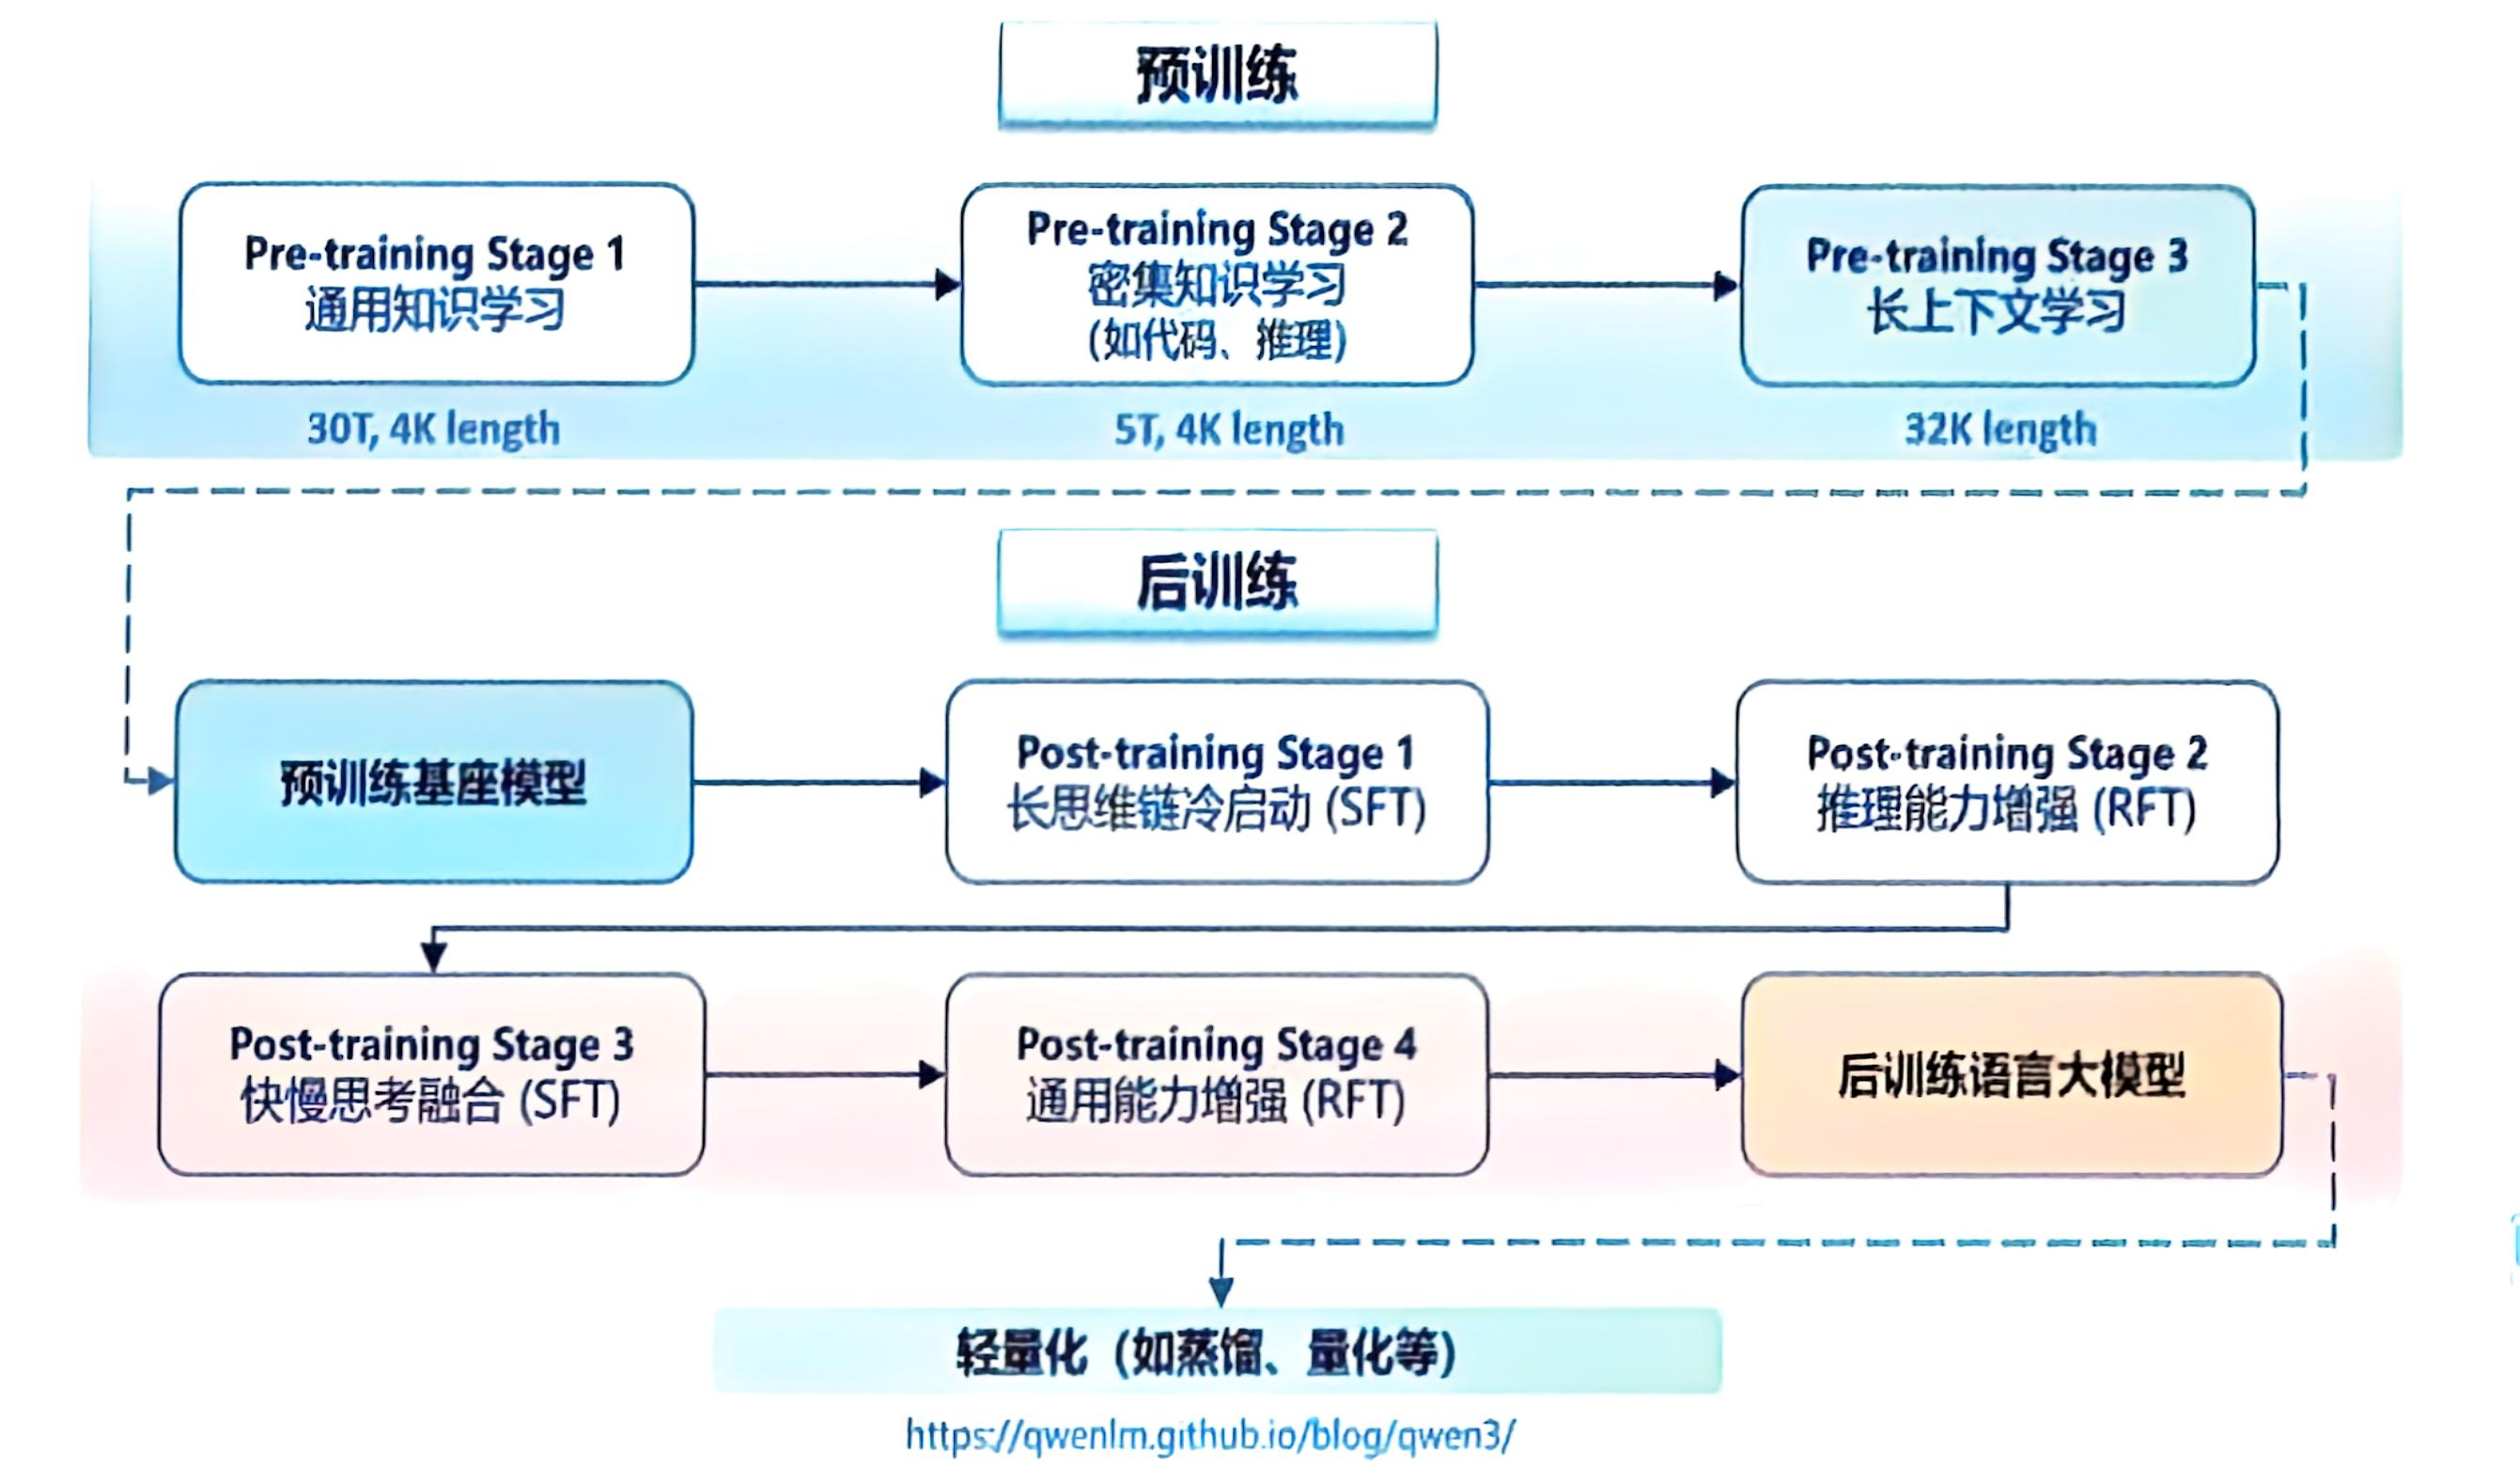 预训练
Pre-training Stage 1
通用知识学习
Pre-training Stage 2
密集知识学习
(如代码、推理)
Pre-training Stage 3
长上下文学习
30T, 4K length
5T, 4K length
32K length
后训练
预训练基座模型
Post-training Stage 1
长思维链冷启动 (SFT)
Post-training Stage 2
推理能力增强 (RFT)
Post-training Stage 3
快慢思考融合 (SFT)
Post-training Stage 4
通用能力增强 (RFT)
后训练语言大模型
轻量化（如蒸馏、量化等)
https://qwenlm.github.io/blog/qwen3/